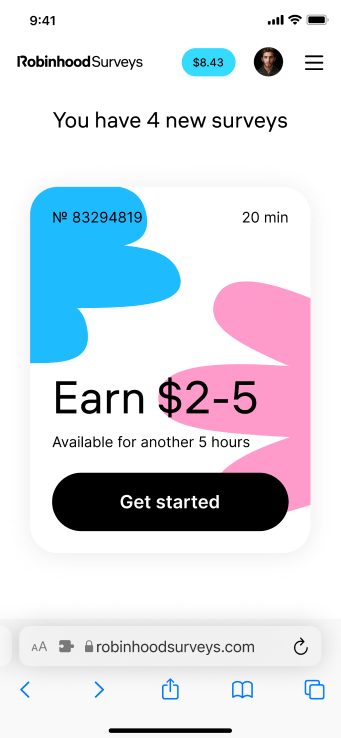 9:41
RobinhoodSurveys
$8.43
You have 4 new surveys
№ 83294819
20 min
Earn $2-5
Available for another 5 hours
Get started
AA
robinhoodsurveys.com